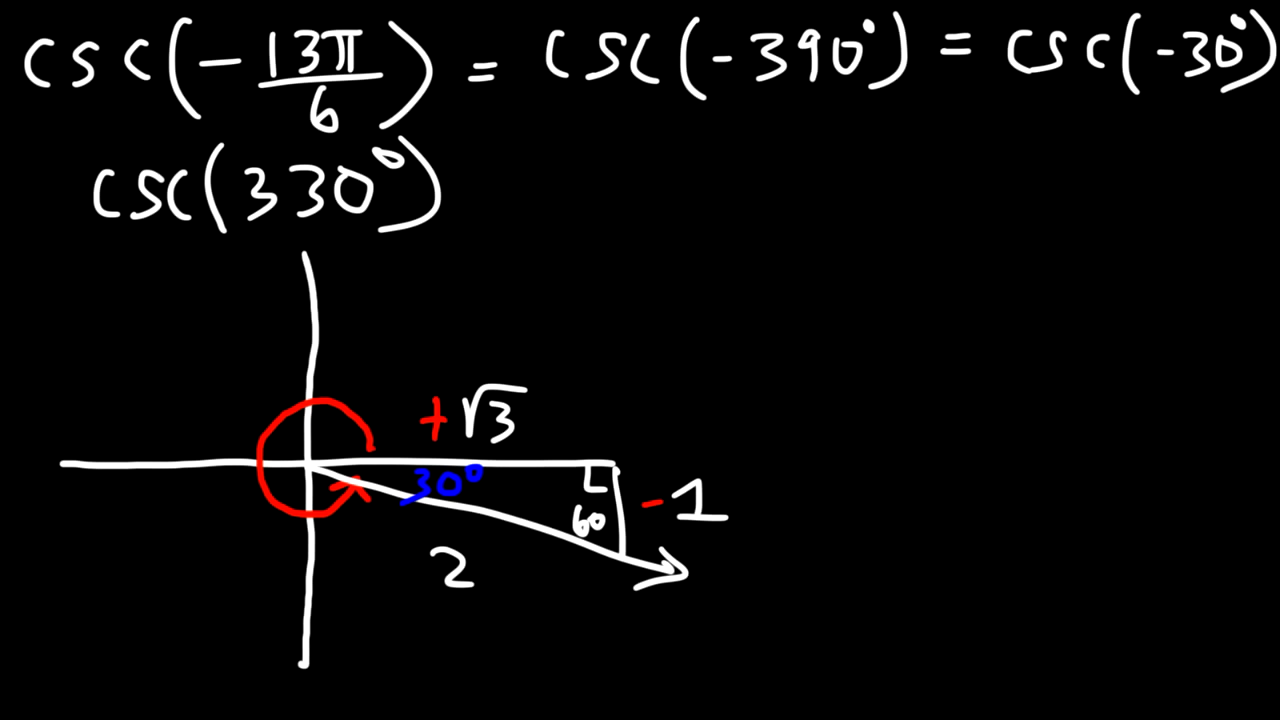 csc(-13π/6) = csc(-390°) = csc(-30°)
csc(330°)
+√3
30°
60
-1
2